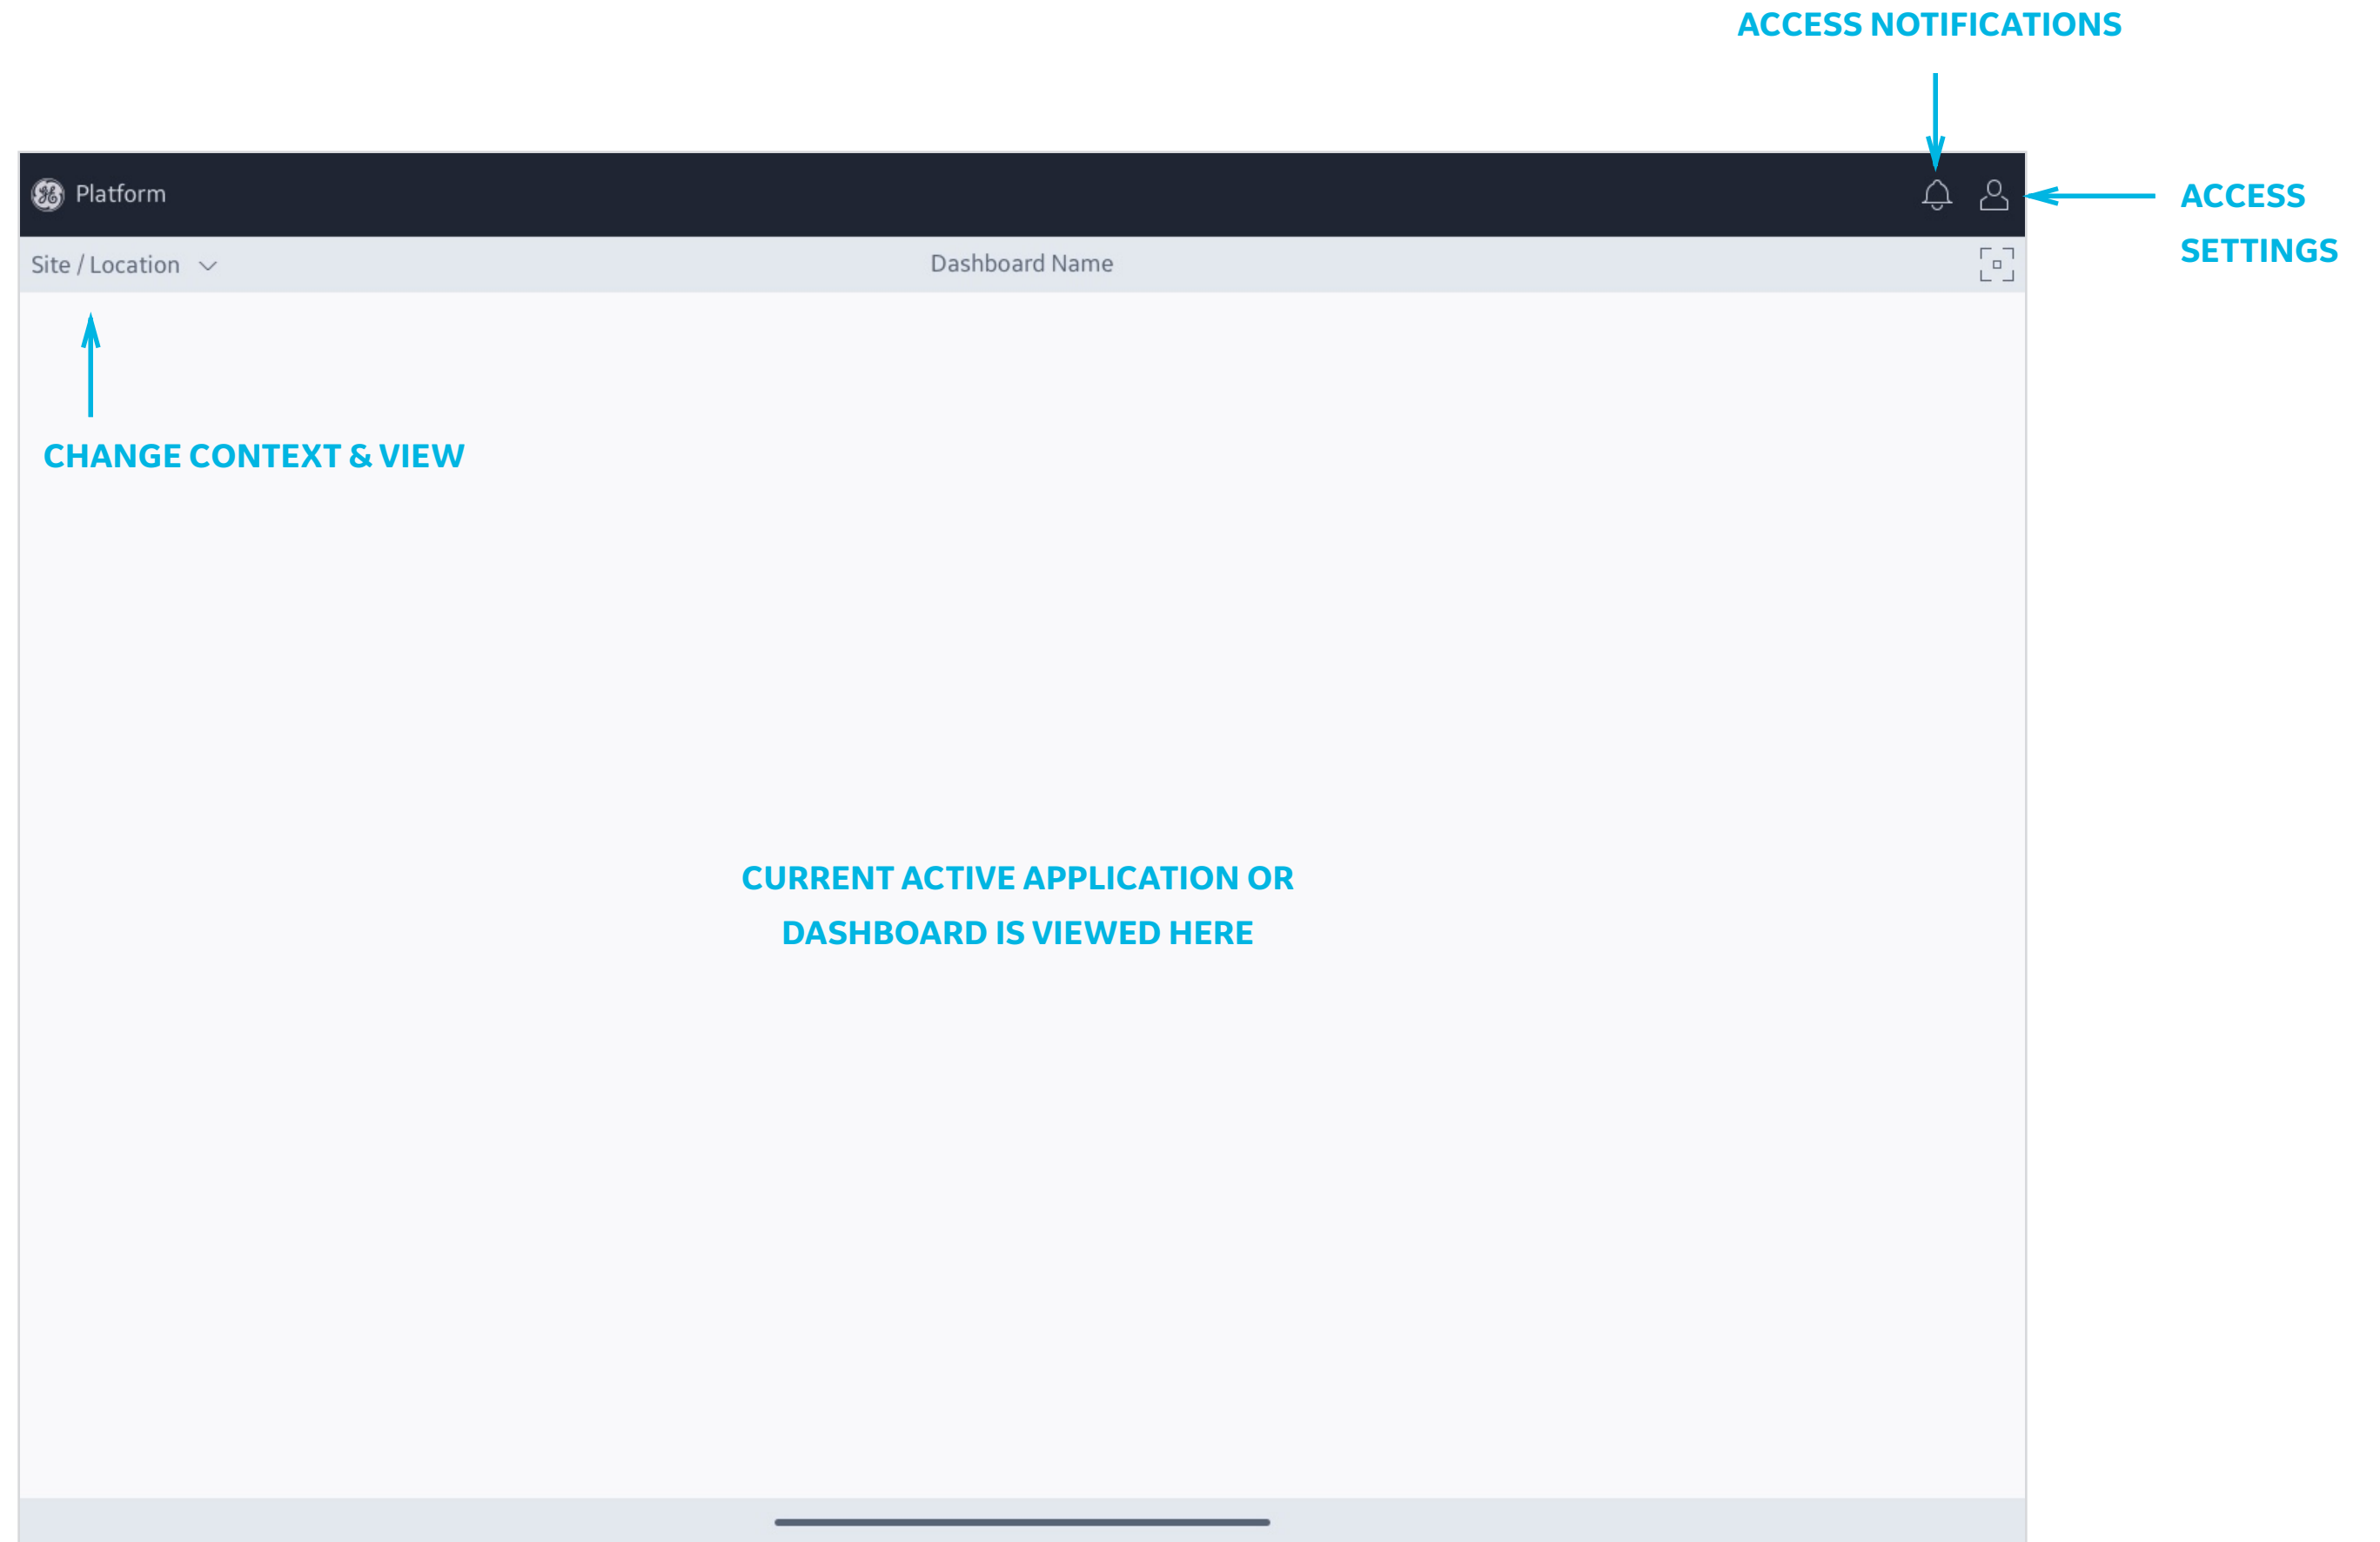 ACCESS NOTIFICATIONS
GE Platform
ACCESS
SETTINGS
Site / Location
Dashboard Name
CHANGE CONTEXT & VIEW
CURRENT ACTIVE APPLICATION OR
DASHBOARD IS VIEWED HERE